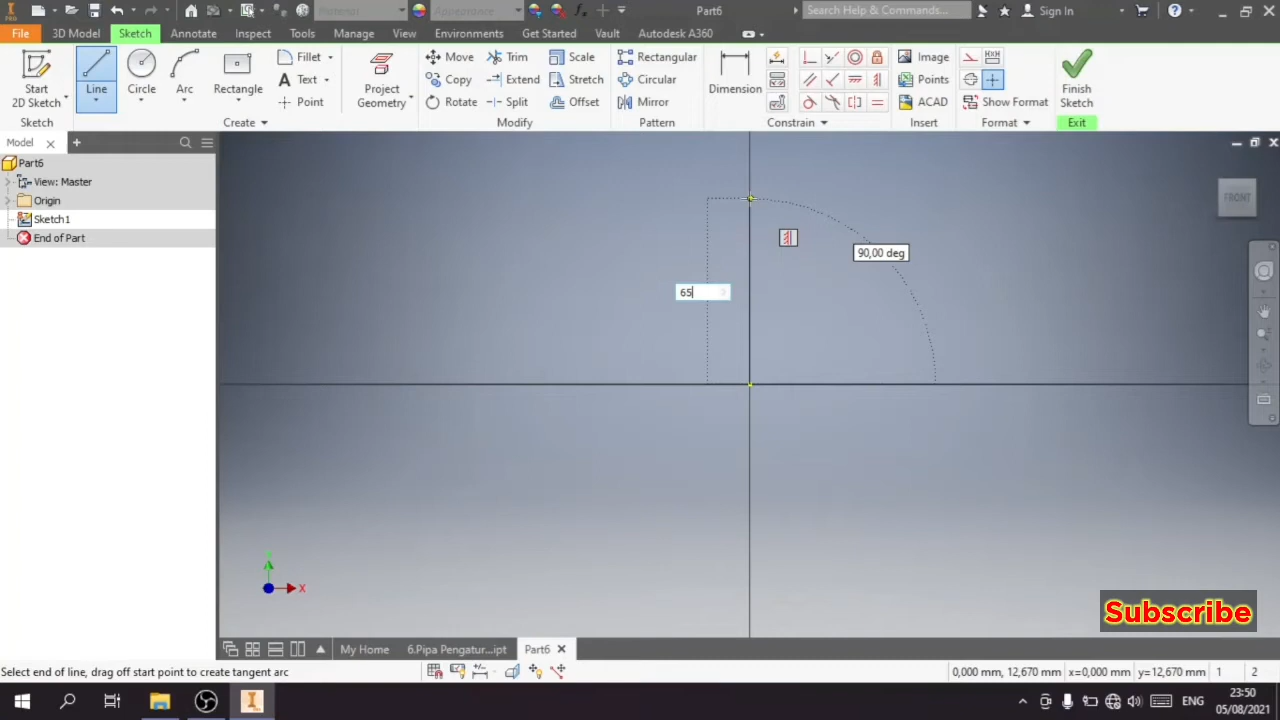 Material
Appearance
fx
Part6
Search Help & Commands...
Sign In
File
3D Model
Sketch
Annotate
Inspect
Tools
Manage
View
Environments
Get Started
Vault
Autodesk A360
Start
2D Sketch
Line
Circle
Arc
Rectangle
Fillet
Text
Point
Project
Geometry
Move
Copy
Rotate
Trim
Extend
Split
Scale
Stretch
Offset
Rectangular
Circular
Mirror
Dimension
Image
Points
ACAD
Show Format
Finish
Sketch
Sketch
Create
Modify
Pattern
Constrain
Insert
Format
Exit
Model
Part6
View: Master
Origin
Sketch1
End of Part
FRONT
90,00 deg
65
X
Subscribe
My Home
6.Pipa Pengatur...ipt
Part6
Select end of line, drag off start point to create tangent arc
0,000 mm, 12,670 mm
x=0,000 mm
y=12,670 mm
1
2
ENG
23:50
05/08/2021